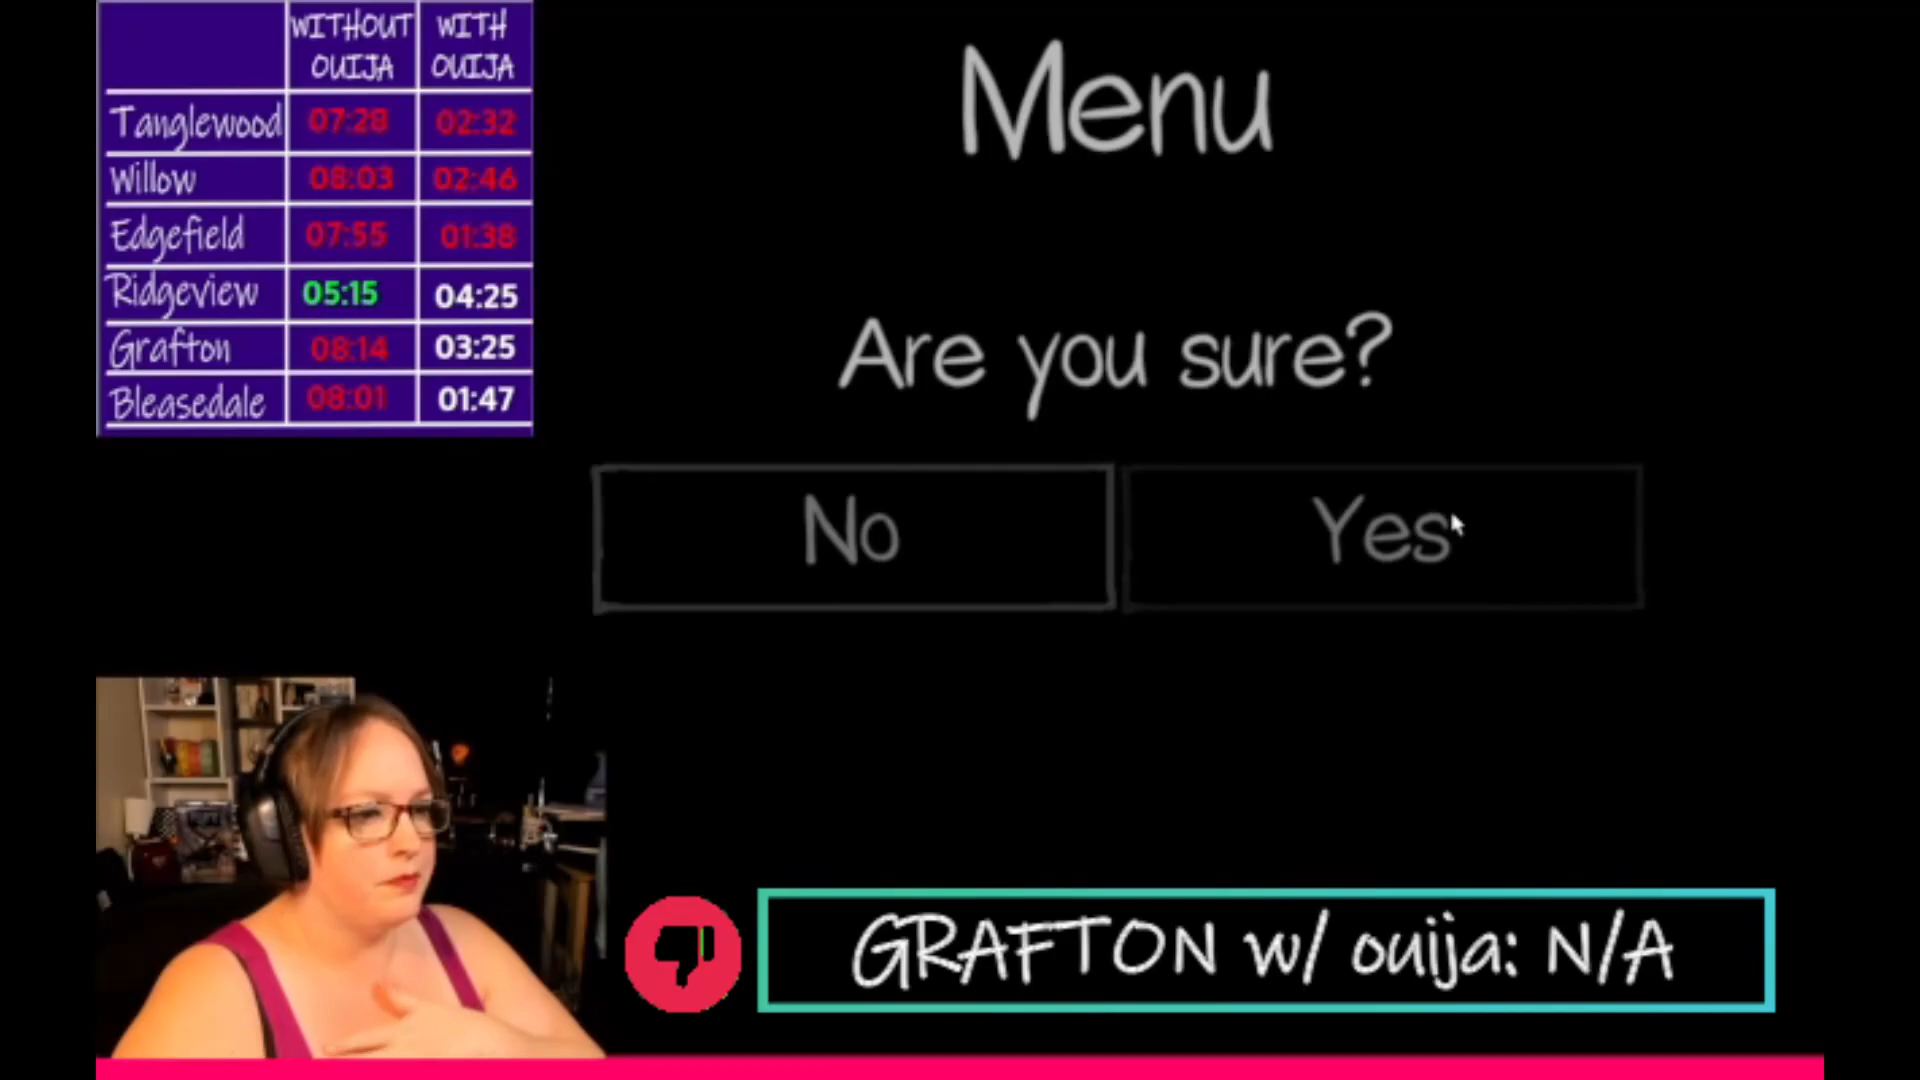 WITHOUT OUIJA WITH OUIJA
Tanglewood 07:28 02:32
Willow 08:03 02:46
Edgefield 07:55 01:38
Ridgeview 05:15 04:25
Grafton 08:14 03:25
Bleasedale 08:01 01:47
Menu
Are you sure?
No Yes
GRAFTON w/ ouija: N/A